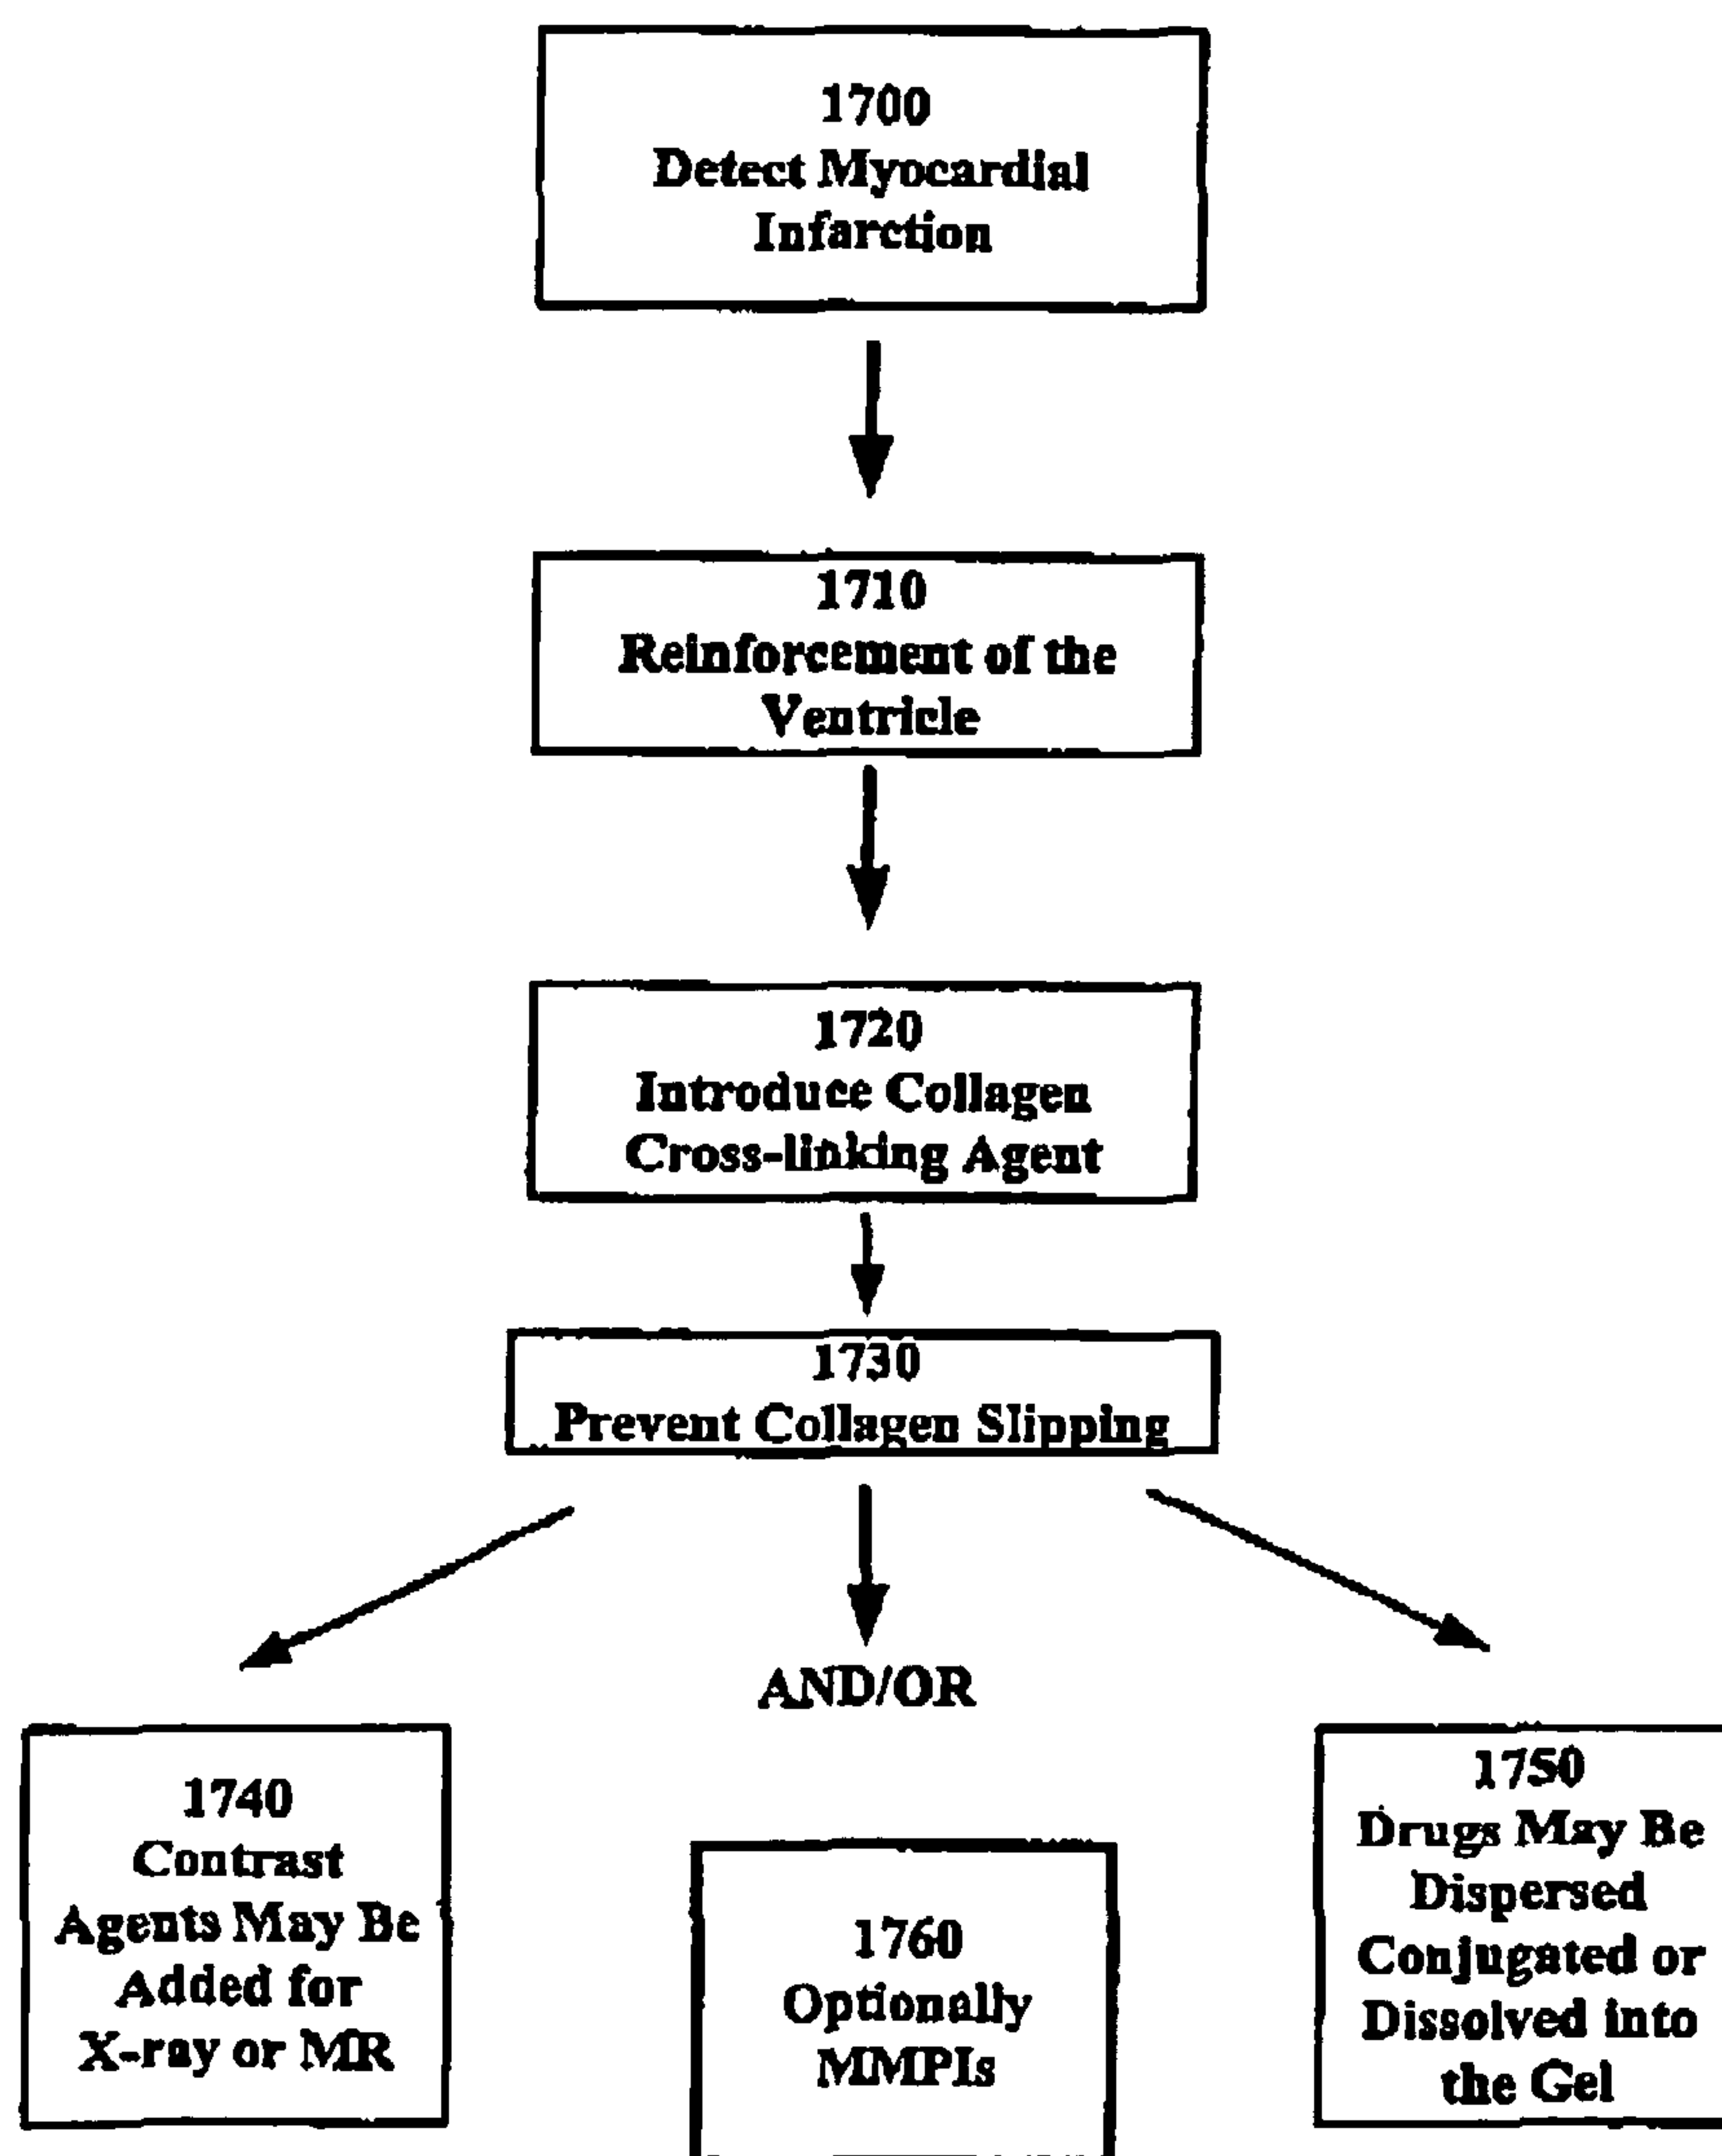 1700
Detect Myocardial
Infarction
1710
Reinforcement of the
Ventricle
1720
Introduce Collagen
Cross-linking Agent
1730
Prevent Collagen Slipping
AND/OR
1740
Contrast
Agents May Be
Added for
X-ray or MR
1760
Optionally
MMPIs
1750
Drugs May Be
Dispersed
Conjugated or
Dissolved into
the Gel